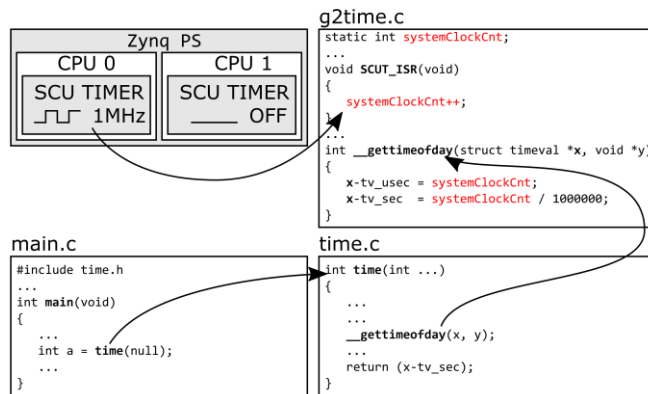 Zynq PS
CPU 0
CPU 1
SCU TIMER
1MHz
SCU TIMER
OFF
g2time.c
static int systemClockCnt;
...
void SCUT_ISR(void)
{
systemClockCnt++;
}
...
int __gettimeofday(struct timeval *x, void *y)
{
x-tv_usec = systemClockCnt;
x-tv_sec = systemClockCnt / 1000000;
}
main.c
#include time.h
...
int main(void)
{
...
int a = time(null);
...
}
time.c
int time(int ...)
{
...
...
__gettimeofday(x, y);
...
return (x-tv_sec);
}